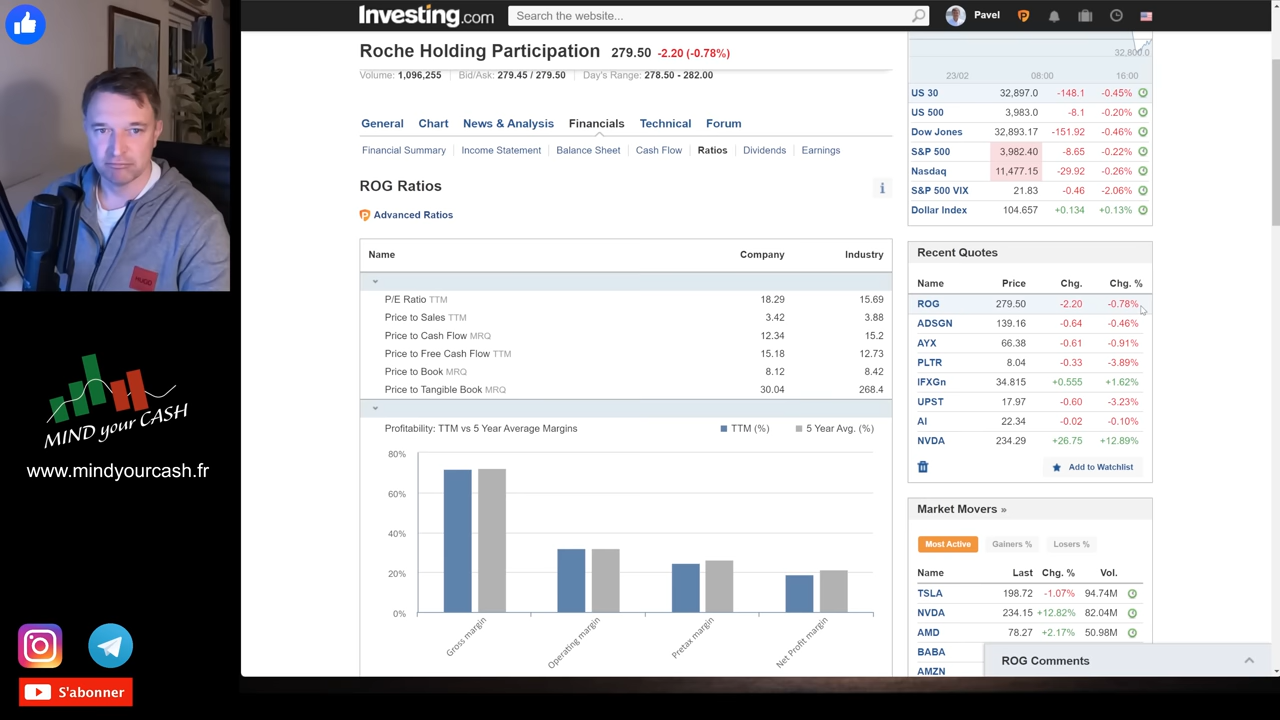 MIND your CASH
www.mindyourcash.fr
S'abonner
Investing.com
Search the website...
Pavel
Roche Holding Participation 279.50 -2.20 (-0.78%)
Volume: 1,096,255 Bid/Ask: 279.45 / 279.50 Day's Range: 278.50 - 282.00
General Chart News & Analysis Financials Technical Forum
Financial Summary Income Statement Balance Sheet Cash Flow Ratios Dividends Earnings
ROG Ratios
Advanced Ratios
Name Company Industry
P/E Ratio TTM 18.29 15.69
Price to Sales TTM 3.42 3.88
Price to Cash Flow MRQ 12.34 15.2
Price to Free Cash Flow TTM 15.18 12.73
Price to Book MRQ 8.12 8.42
Price to Tangible Book MRQ 30.04 268.4
Profitability: TTM vs 5 Year Average Margins TTM (%) 5 Year Avg. (%)
80%
60%
40%
20%
0%
Gross margin
Operating margin
Pretax margin
Net Profit margin
32,800.0
23/02 08:00 16:00
US 30 32,897.0 -148.1 -0.45%
US 500 3,983.0 -8.1 -0.20%
Dow Jones 32,893.17 -151.92 -0.46%
S&P 500 3,982.40 -8.65 -0.22%
Nasdaq 11,477.15 -29.92 -0.26%
S&P 500 VIX 21.83 -0.46 -2.06%
Dollar Index 104.657 +0.134 +0.13%
Recent Quotes
Name Price Chg. Chg. %
ROG 279.50 -2.20 -0.78%
ADSGN 139.16 -0.64 -0.46%
AYX 66.38 -0.61 -0.91%
PLTR 8.04 -0.33 -3.89%
IFXGn 34.815 +0.555 +1.62%
UPST 17.97 -0.60 -3.23%
AI 22.34 -0.02 -0.10%
NVDA 234.29 +26.75 +12.89%
Add to Watchlist
Market Movers »
Most Active Gainers % Losers %
Name Last Chg. % Vol.
TSLA 198.72 -1.07% 94.74M
NVDA 234.15 +12.82% 82.04M
AMD 78.27 +2.17% 50.98M
BABA
AMZN
ROG Comments